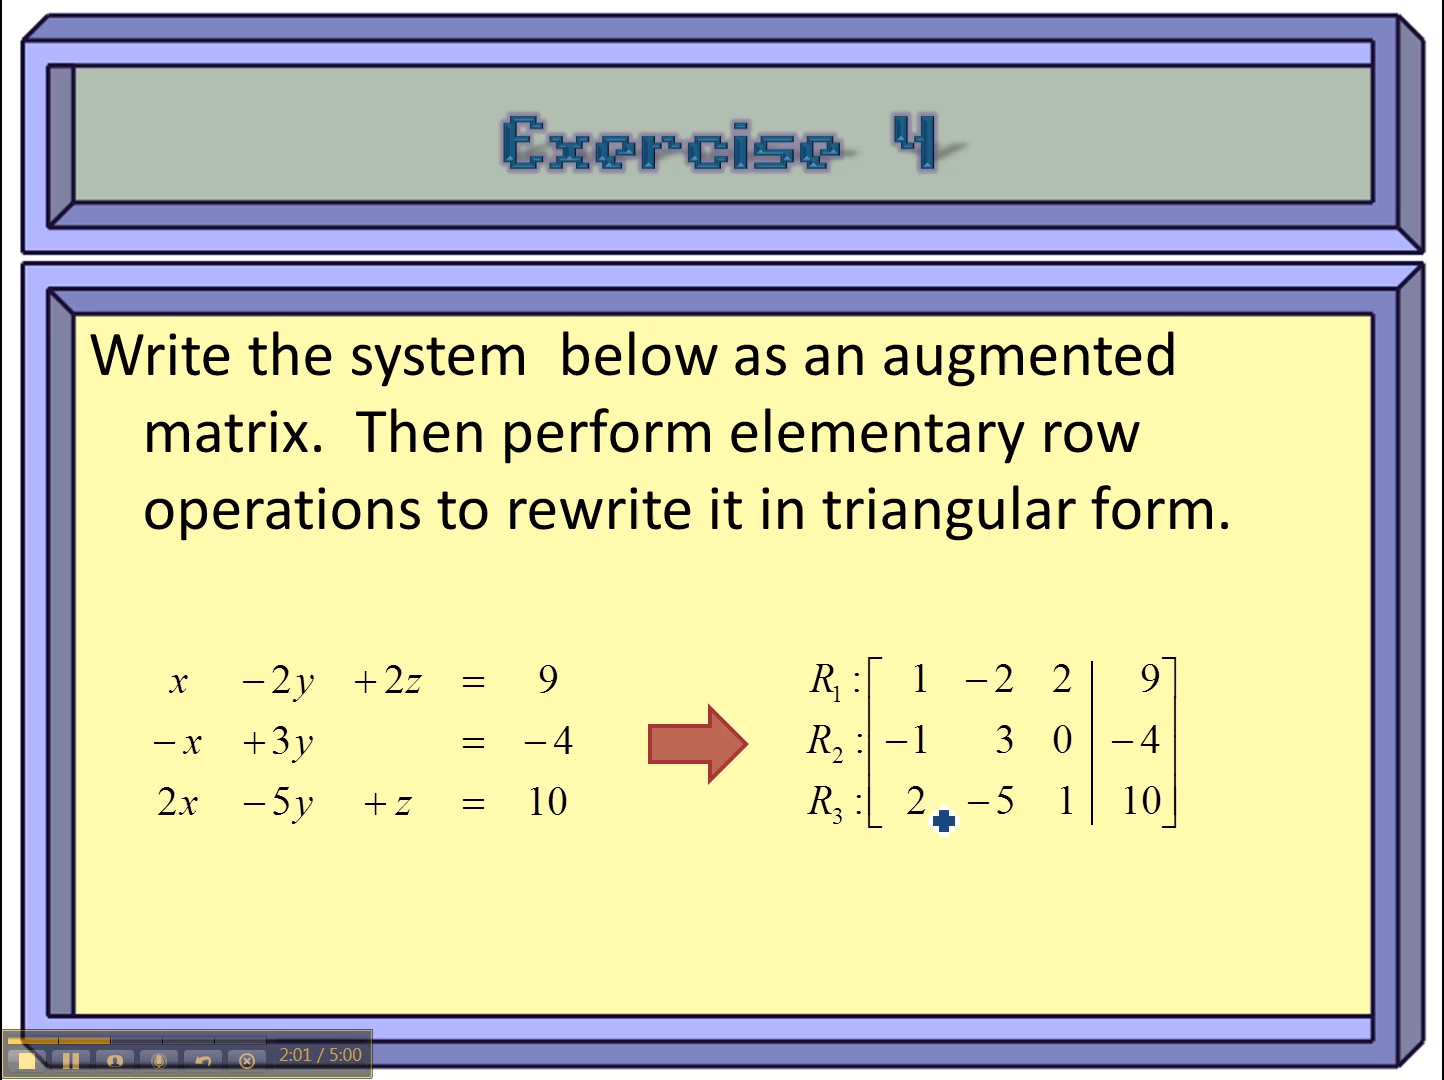 Exercise 4
Write the system  below as an augmented
matrix.  Then perform elementary row
operations to rewrite it in triangular form.
x −2y +2z = 9
−x +3y = −4
2x −5y +z = 10
R₁ : [ 1 −2 2 | 9 ]
R₂ : [ −1 3 0 | −4 ]
R₃ : [ 2 −5 1 | 10 ]
2:01 / 5:00